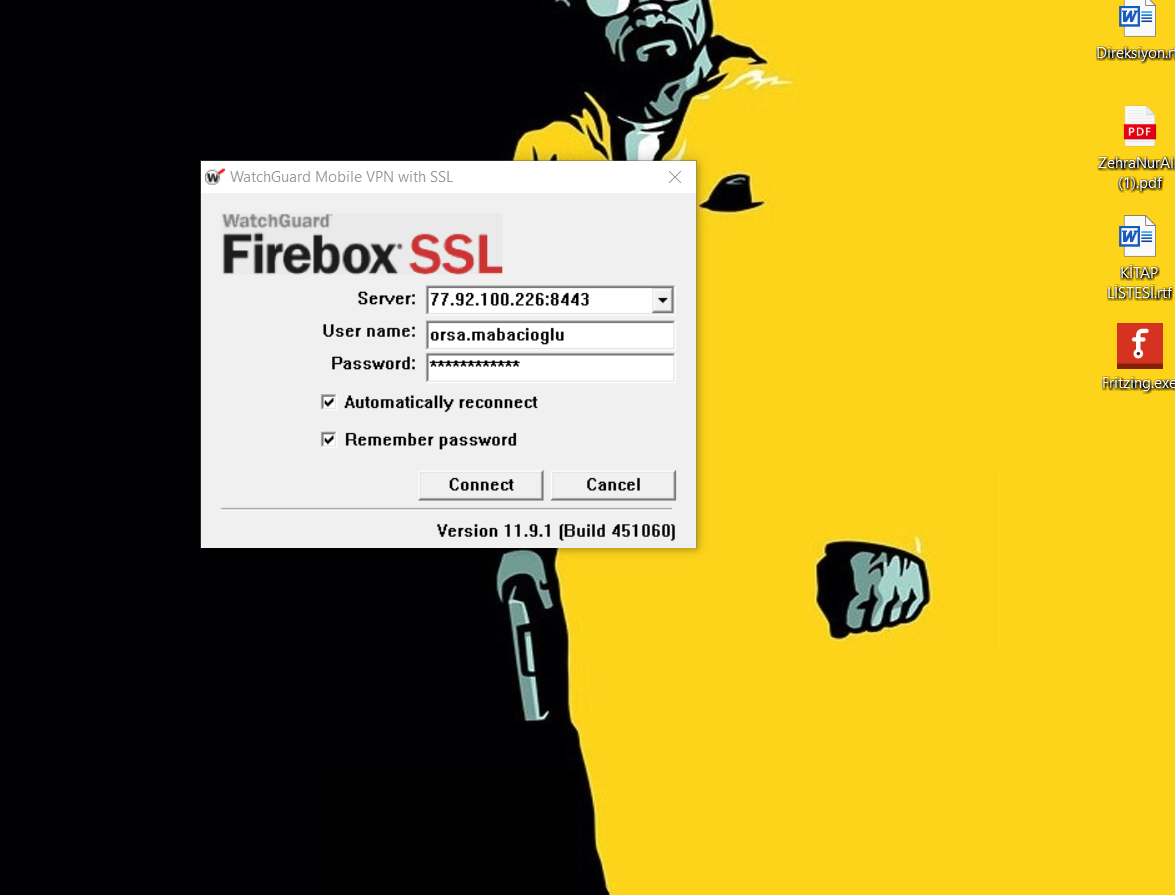 WatchGuard Mobile VPN with SSL
WatchGuard
Firebox SSL
Server: 77.92.100.226:8443
User name: orsa.mabacioglu
Password: ************
Automatically reconnect
Remember password
Connect Cancel
Version 11.9.1 (Build 451060)
Direksiyon.r
PDF
ZehraNurAl
(1).pdf
KİTAP
LİSTESİ.rtf
Fritzing.exe